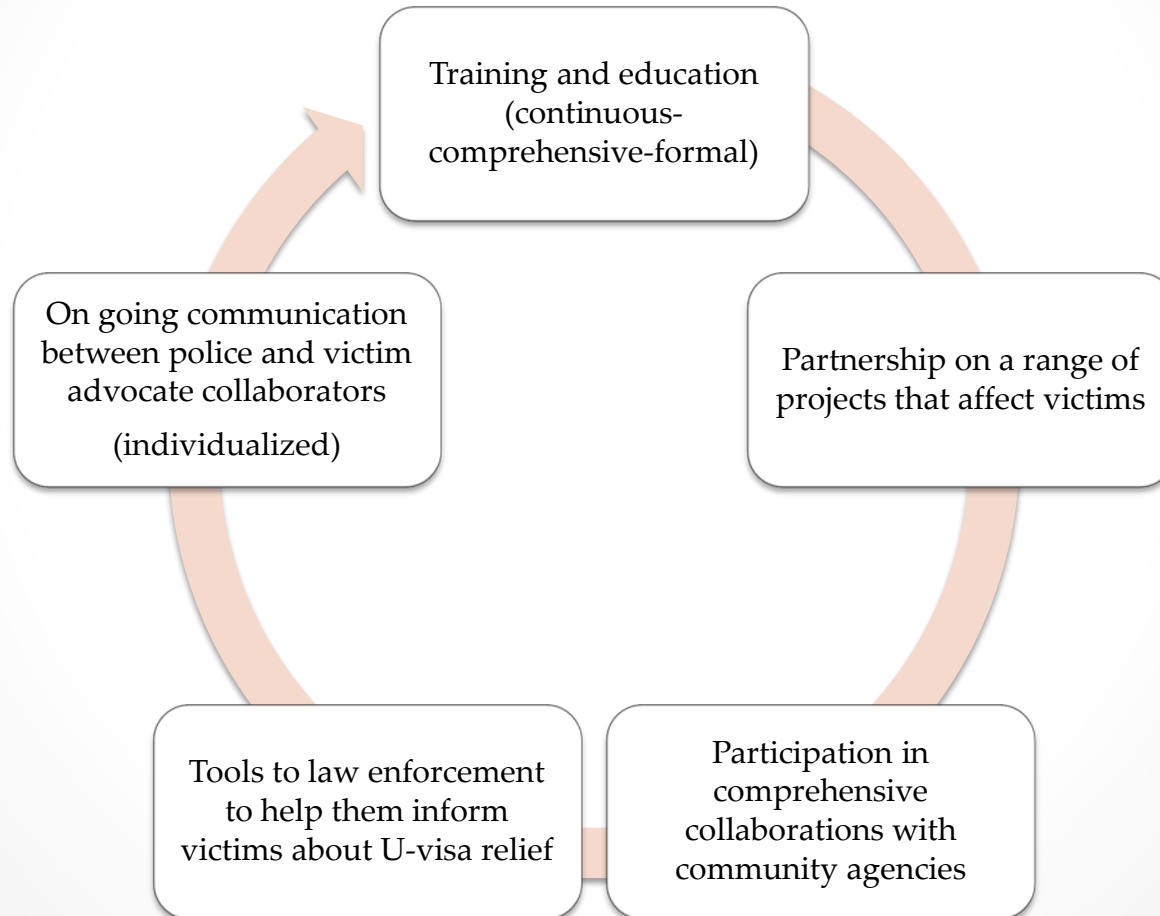 Training and education
(continuous-
comprehensive-formal)
Partnership on a range of
projects that affect victims
Participation in
comprehensive
collaborations with
community agencies
Tools to law enforcement
to help them inform
victims about U-visa relief
On going communication
between police and victim
advocate collaborators
(individualized)